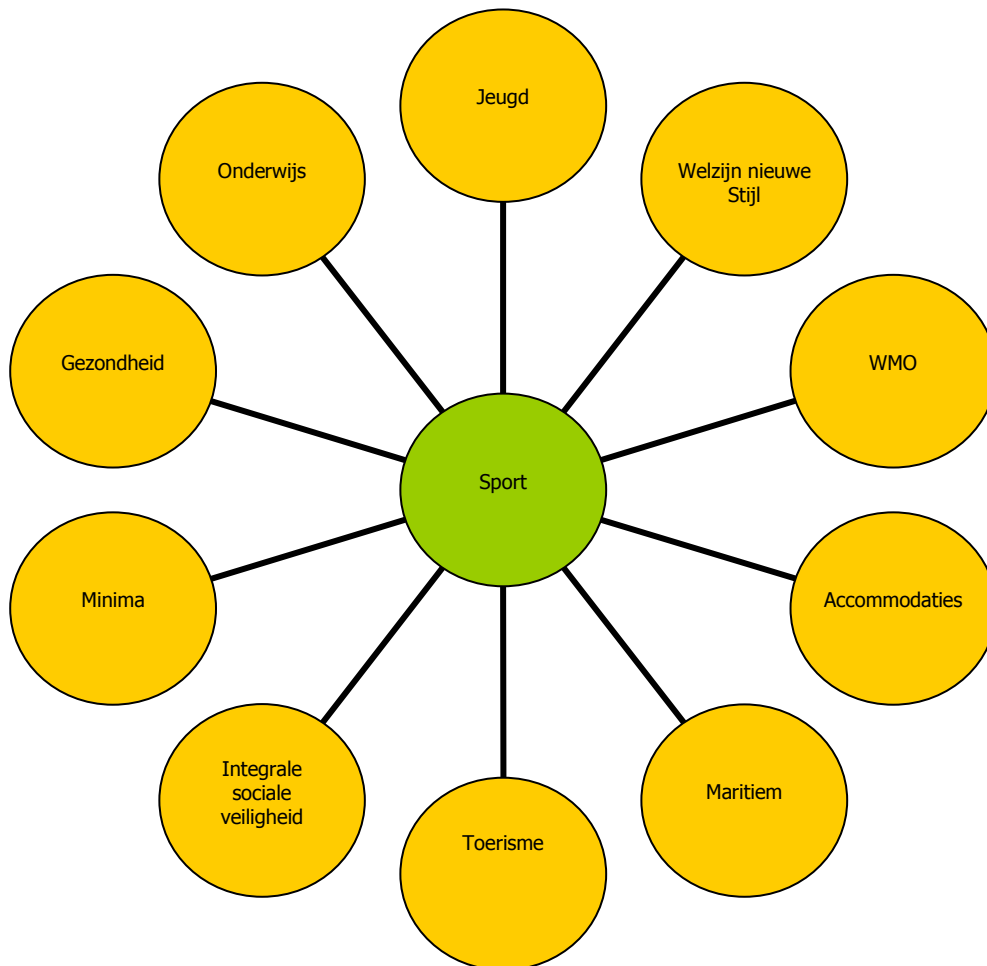 Jeugd
Welzijn nieuwe
Stijl
WMO
Accommodaties
Maritiem
Toerisme
Integrale
sociale
veiligheid
Minima
Gezondheid
Onderwijs
Sport